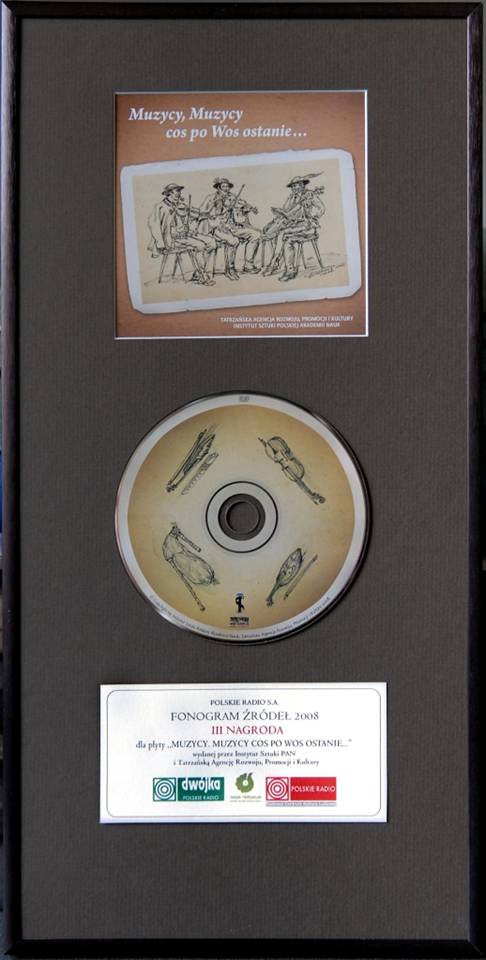 Muzycy, Muzycy
cos po Wos ostanie...
TATRZAŃSKA AGENCJA ROZWOJU, PROMOCJI I KULTURY
INSTYTUT SZTUKI POLSKIEJ AKADEMII NAUK
POLSKIE RADIO S.A.
FONOGRAM ŹRÓDEŁ 2008
III NAGRODA
dla płyty „MUZYCY. MUZYCY COS PO WOS OSTANIE..."
wydanej przez Instytut Sztuki PAN
i Tatrzańską Agencję Rozwoju, Promocji i Kultury
dwójka
POLSKIE RADIO
POLSKIE RADIO